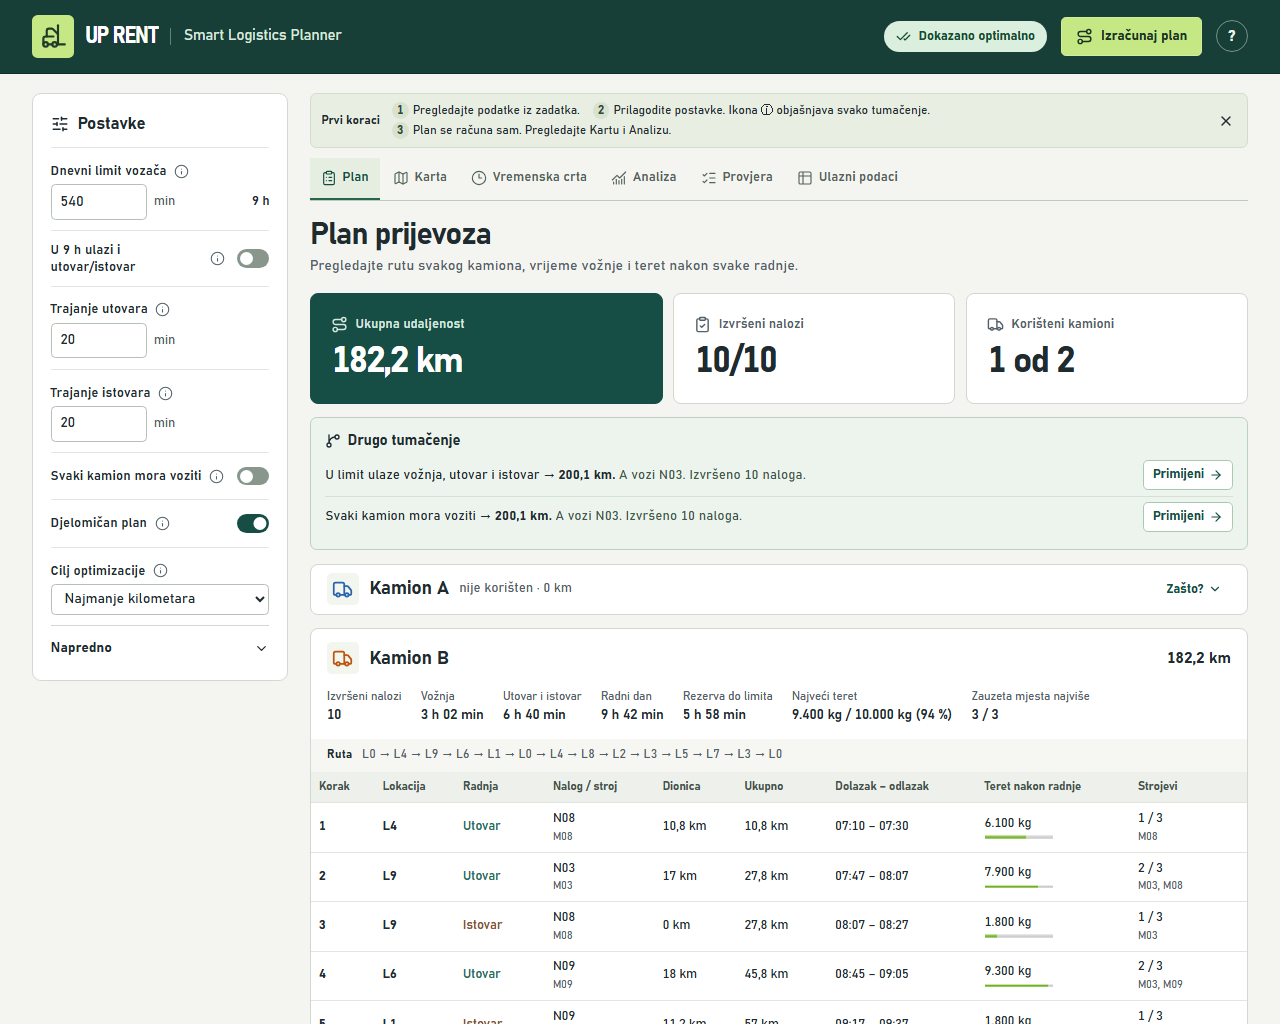 UP RENT
Smart Logistics Planner
Dokazano optimalno
Izračunaj plan
?
Postavke
Dnevni limit vozača
540 min 9 h
U 9 h ulazi i
utovar/istovar
Trajanje utovara
20 min
Trajanje istovara
20 min
Svaki kamion mora voziti
Djelomičan plan
Cilj optimizacije
Najmanje kilometara
Napredno
Prvi koraci
1 Pregledajte podatke iz zadatka. 2 Prilagodite postavke. Ikona ⓘ objašnjava svako tumačenje.
3 Plan se računa sam. Pregledajte Kartu i Analizu.
Plan Karta Vremenska crta Analiza Provjera Ulazni podaci
Plan prijevoza
Pregledajte rutu svakog kamiona, vrijeme vožnje i teret nakon svake radnje.
Ukupna udaljenost
182,2 km
Izvršeni nalozi
10/10
Korišteni kamioni
1 od 2
Drugo tumačenje
U limit ulaze vožnja, utovar i istovar → 200,1 km. A vozi N03. Izvršeno 10 naloga.
Primijeni →
Svaki kamion mora voziti → 200,1 km. A vozi N03. Izvršeno 10 naloga.
Primijeni →
Kamion A nije korišten · 0 km
Zašto?
Kamion B
182,2 km
Izvršeni nalozi Vožnja Utovar i istovar Radni dan Rezerva do limita Najveći teret Zauzeta mjesta najviše
10 3 h 02 min 6 h 40 min 9 h 42 min 5 h 58 min 9.400 kg / 10.000 kg (94 %) 3 / 3
Ruta L0 → L4 → L9 → L6 → L1 → L0 → L4 → L8 → L2 → L3 → L5 → L7 → L3 → L0
Korak Lokacija Radnja Nalog / stroj Dionica Ukupno Dolazak – odlazak Teret nakon radnje Strojevi
1 L4 Utovar N08 10,8 km 10,8 km 07:10 – 07:30 6.100 kg 1 / 3
M08 M08
2 L9 Utovar N03 17 km 27,8 km 07:47 – 08:07 7.900 kg 2 / 3
M03 M03, M08
3 L9 Istovar N08 0 km 27,8 km 08:07 – 08:27 1.800 kg 1 / 3
M08 M03
4 L6 Utovar N09 18 km 45,8 km 08:45 – 09:05 9.300 kg 2 / 3
M09 M03, M09
5 L1 Istovar N09 11,2 km 57 km 09:17 – 09:37 1.800 kg 1 / 3